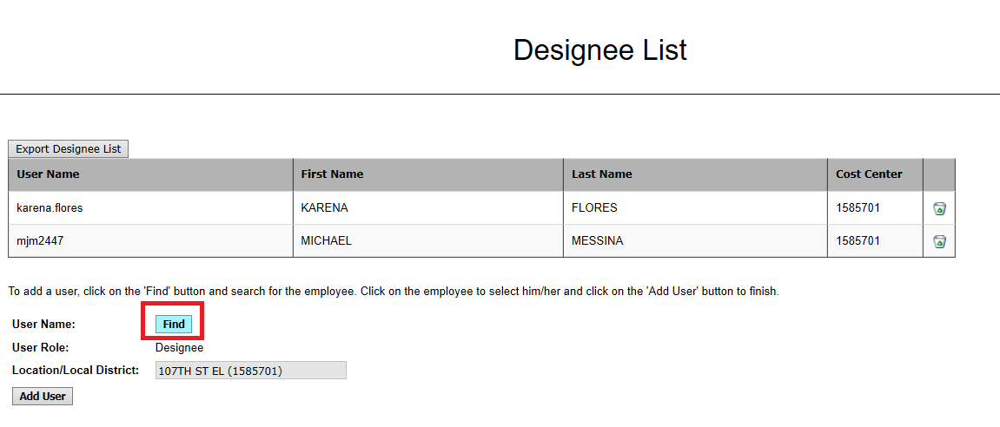 Designee List
Export Designee List
User Name First Name Last Name Cost Center
karena.flores KARENA FLORES 1585701
mjm2447 MICHAEL MESSINA 1585701
To add a user, click on the 'Find' button and search for the employee. Click on the employee to select him/her and click on the 'Add User' button to finish.
User Name: Find
User Role: Designee
Location/Local District: 107TH ST EL (1585701)
Add User